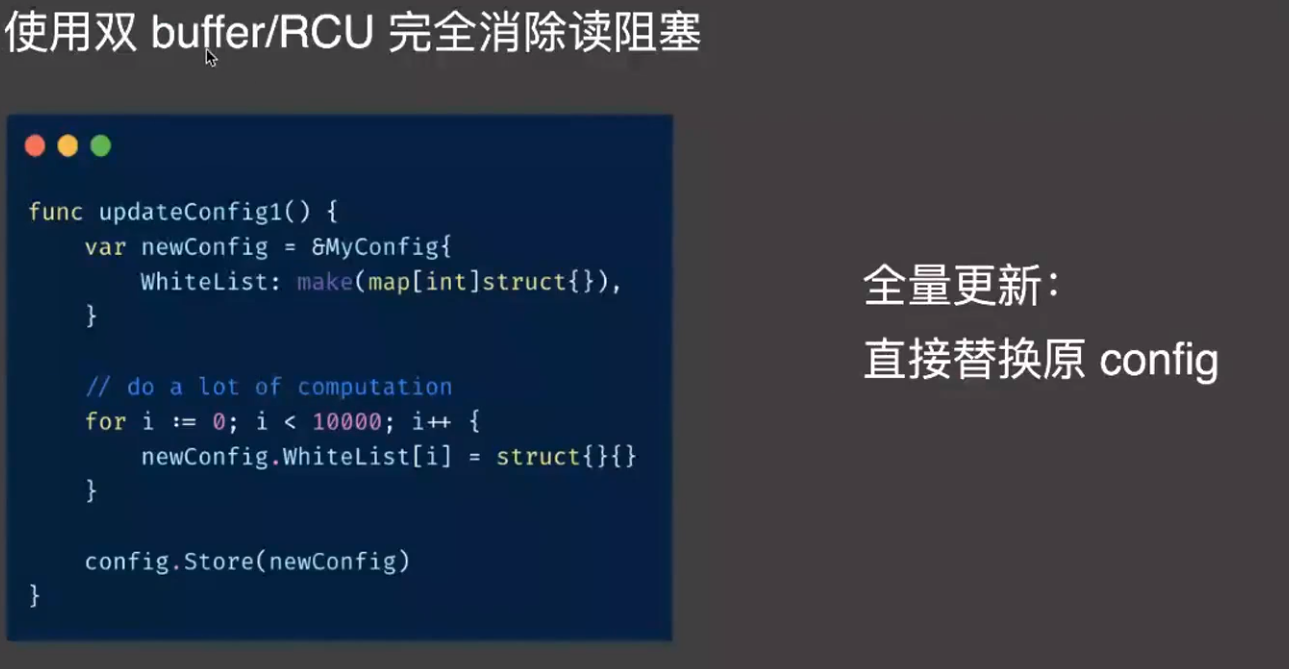 使用双 buffer/RCU 完全消除读阻塞
func updateConfig1() {
    var newConfig = &MyConfig{
        WhiteList: make(map[int]struct{}),
    }

    // do a lot of computation
    for i := 0; i < 10000; i++ {
        newConfig.WhiteList[i] = struct{}{}
    }

    config.Store(newConfig)
}
全量更新：
直接替换原 config